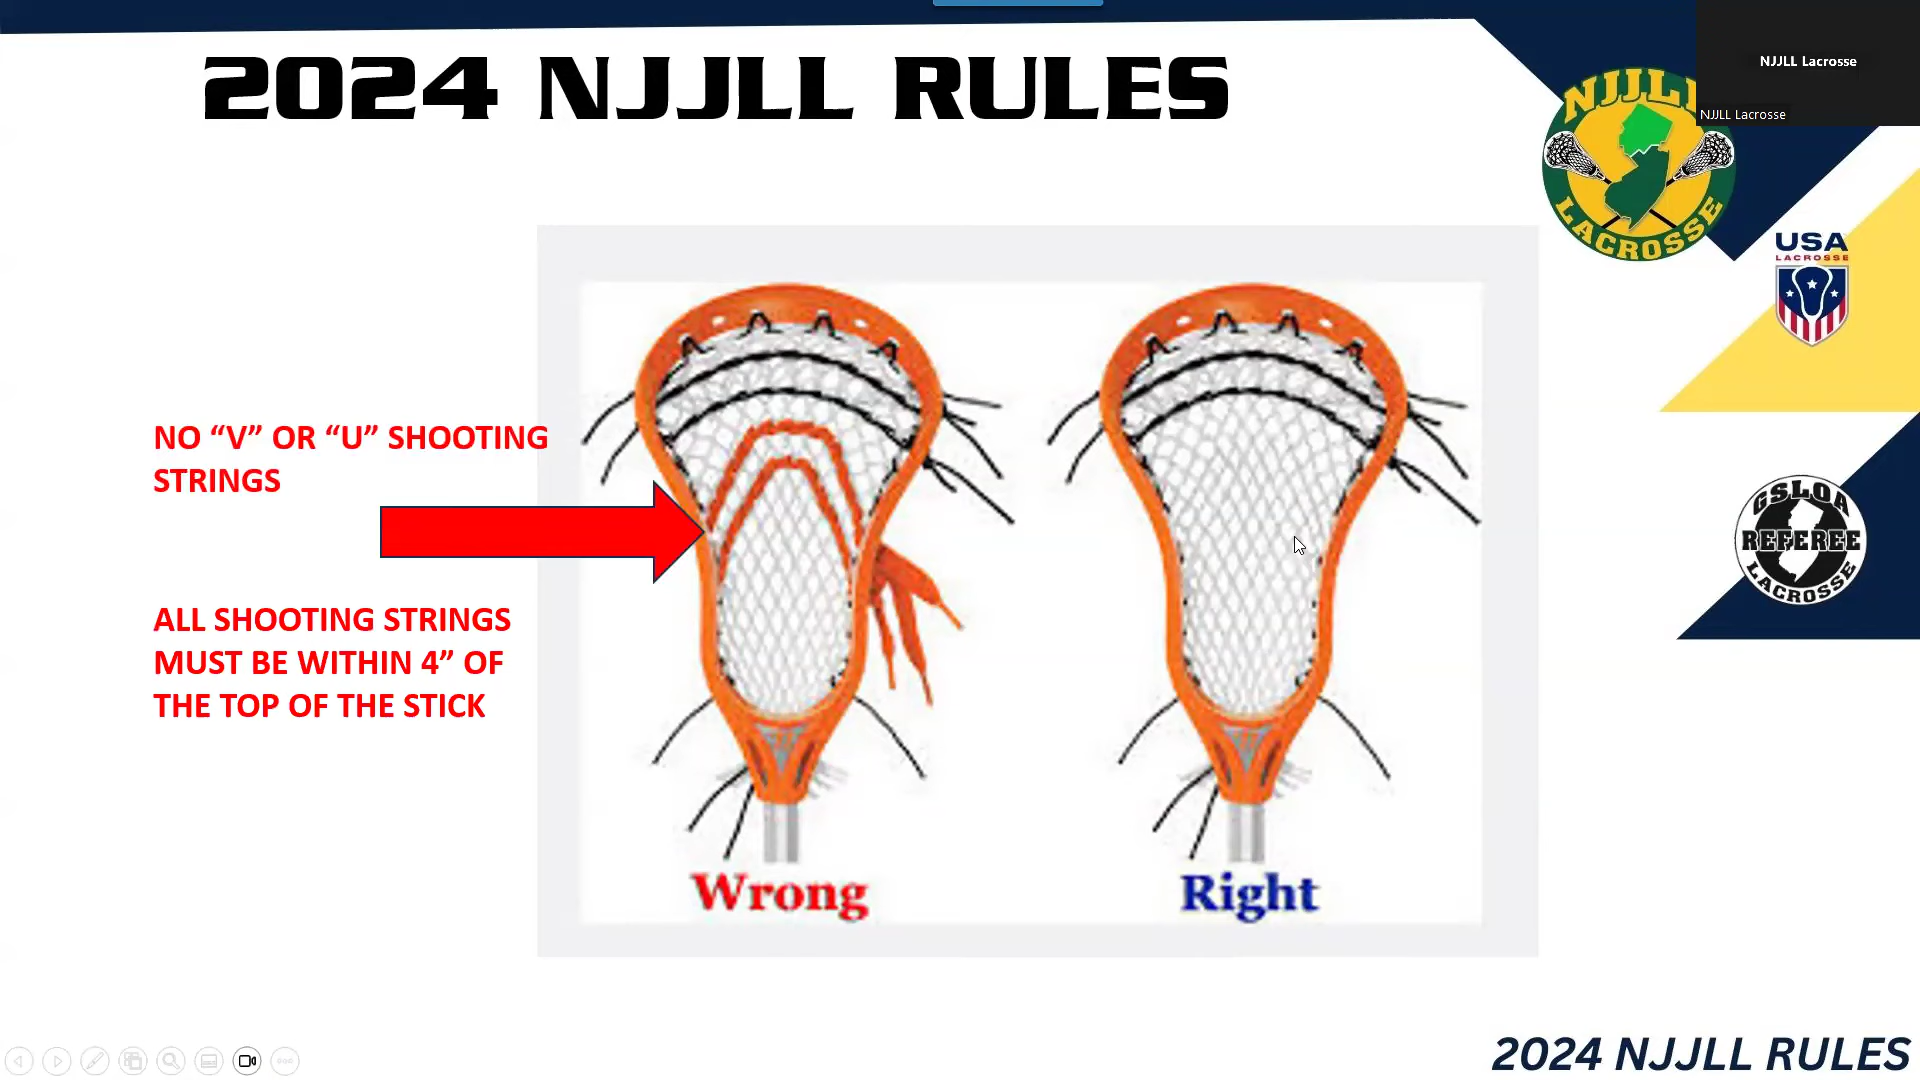 2024 NJJLL RULES
NJJLL Lacrosse
NJJLL Lacrosse
NJJLL
LACROSSE
USA
LACROSSE
NO “V” OR “U” SHOOTING
STRINGS
GSLOA
REFEREE
LACROSSE
ALL SHOOTING STRINGS
MUST BE WITHIN 4” OF
THE TOP OF THE STICK
Wrong
Right
2024 NJJLL RULES